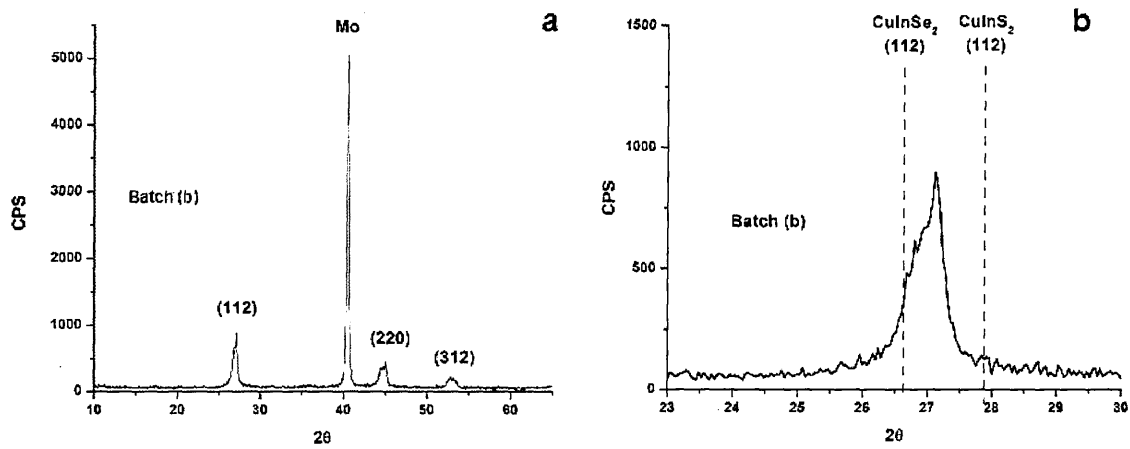 a
Mo
5000
4000
3000
2000
1000
0
CPS
Batch (b)
(112)
(220)
(312)
10 20 30 40 50 60
2θ
b
CuInSe2 CuInS2
(112) (112)
1500
1000
500
0
CPS
Batch (b)
23 24 25 26 27 28 29 30
2θ